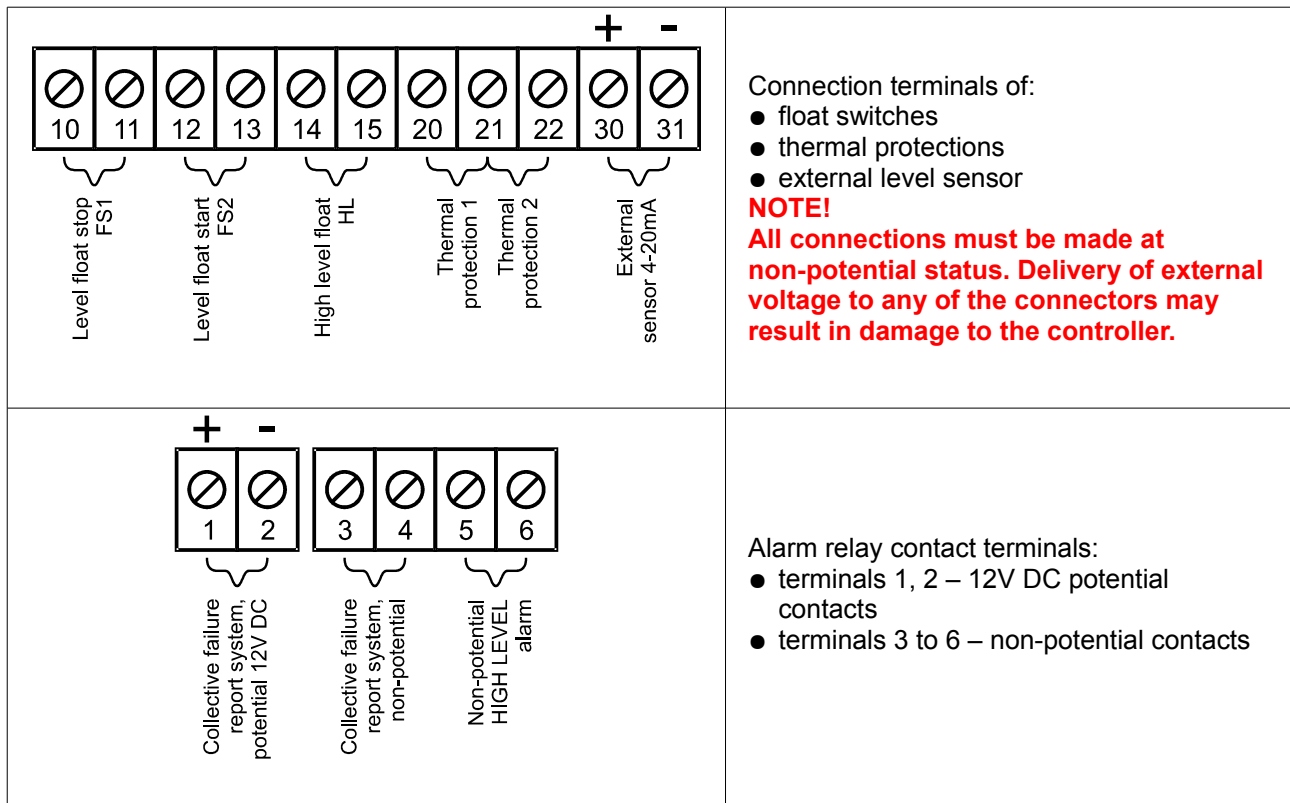 + -
10 11 12 13 14 15 20 21 22 30 31
Level float stop
FS1
Level float start
FS2
High level float
HL
Thermal
protection 1
Thermal
protection 2
External
sensor 4-20mA
Connection terminals of:
● float switches
● thermal protections
● external level sensor
NOTE!
All connections must be made at
non-potential status. Delivery of external
voltage to any of the connectors may
result in damage to the controller.
+ -
1 2 3 4 5 6
Collective failure
report system,
potential 12V DC
Collective failure
report system,
non-potential
Non-potential
HIGH LEVEL
alarm
Alarm relay contact terminals:
● terminals 1, 2 – 12V DC potential
contacts
● terminals 3 to 6 – non-potential contacts